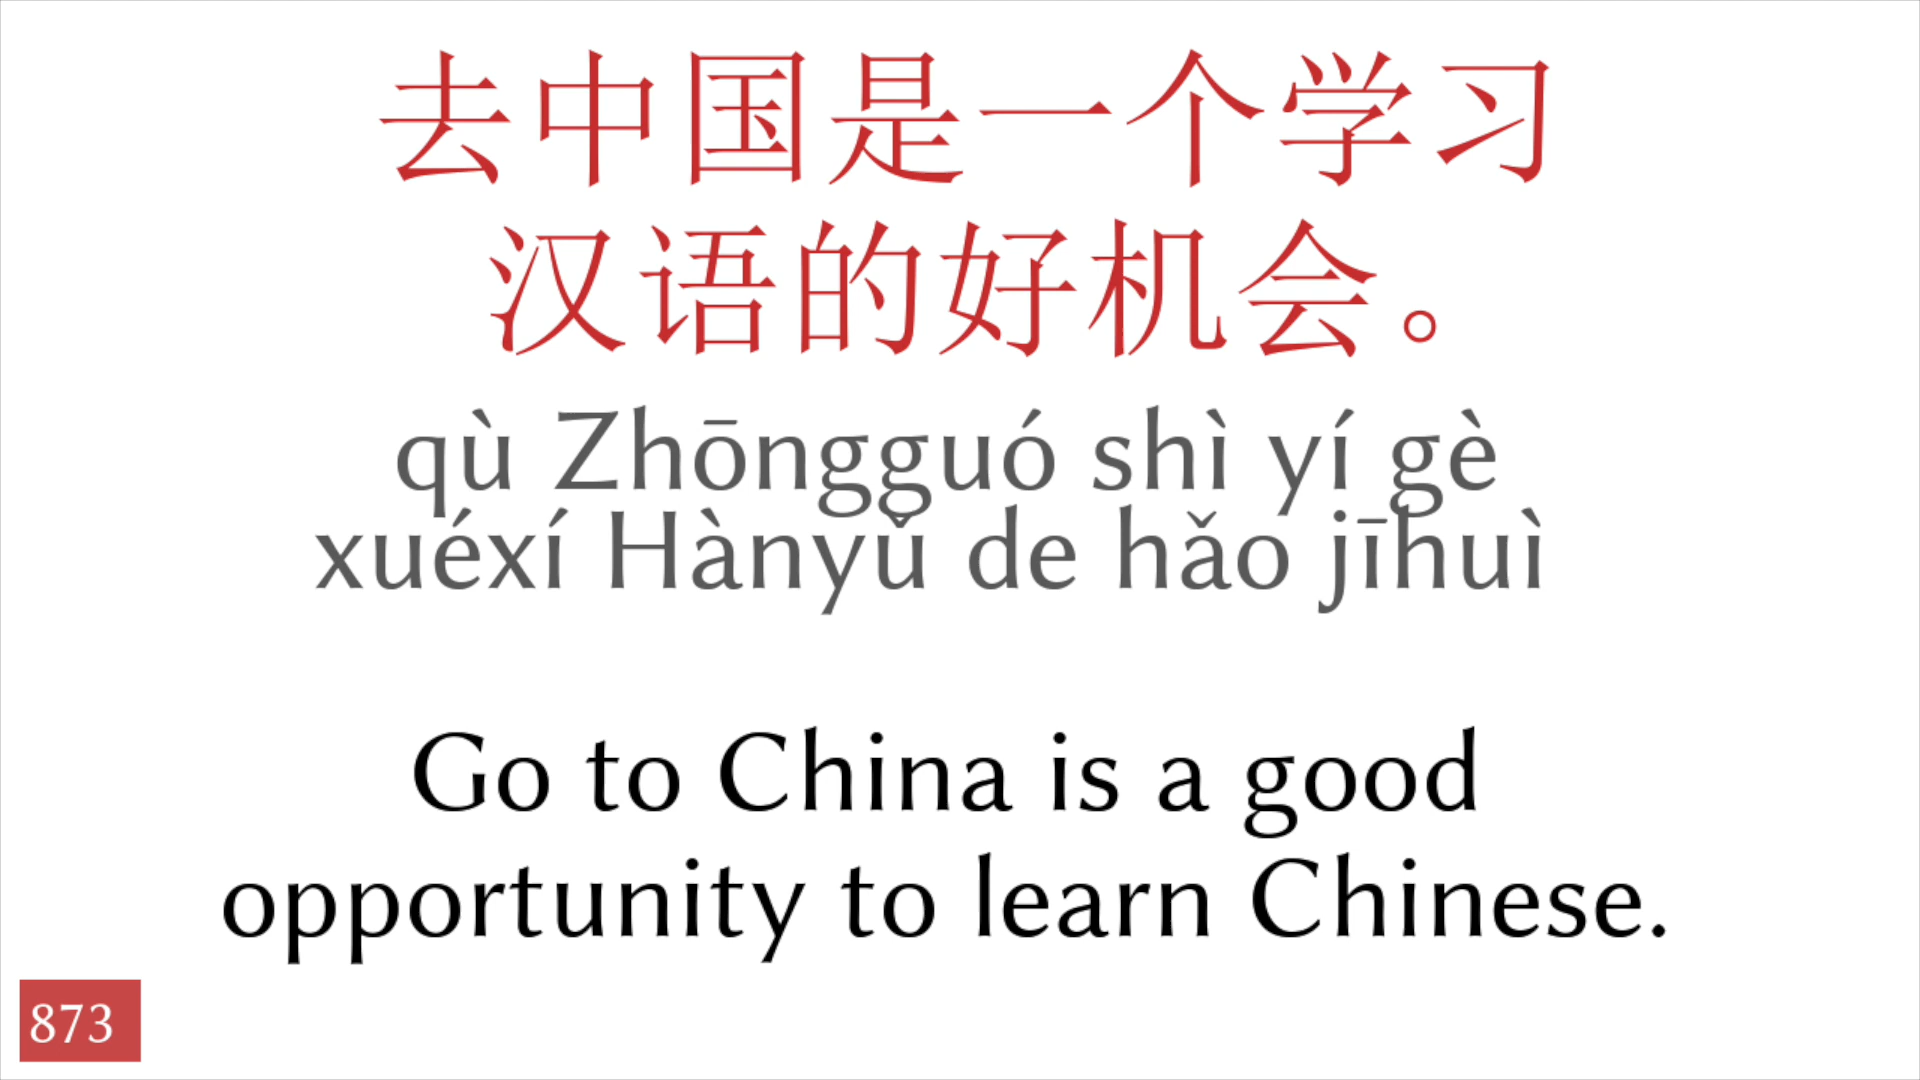 去中国是一个学习
汉语的好机会。
qù Zhōngguó shì yí gè
xuéxí Hànyǔ de hǎo jīhuì
Go to China is a good
opportunity to learn Chinese.
873